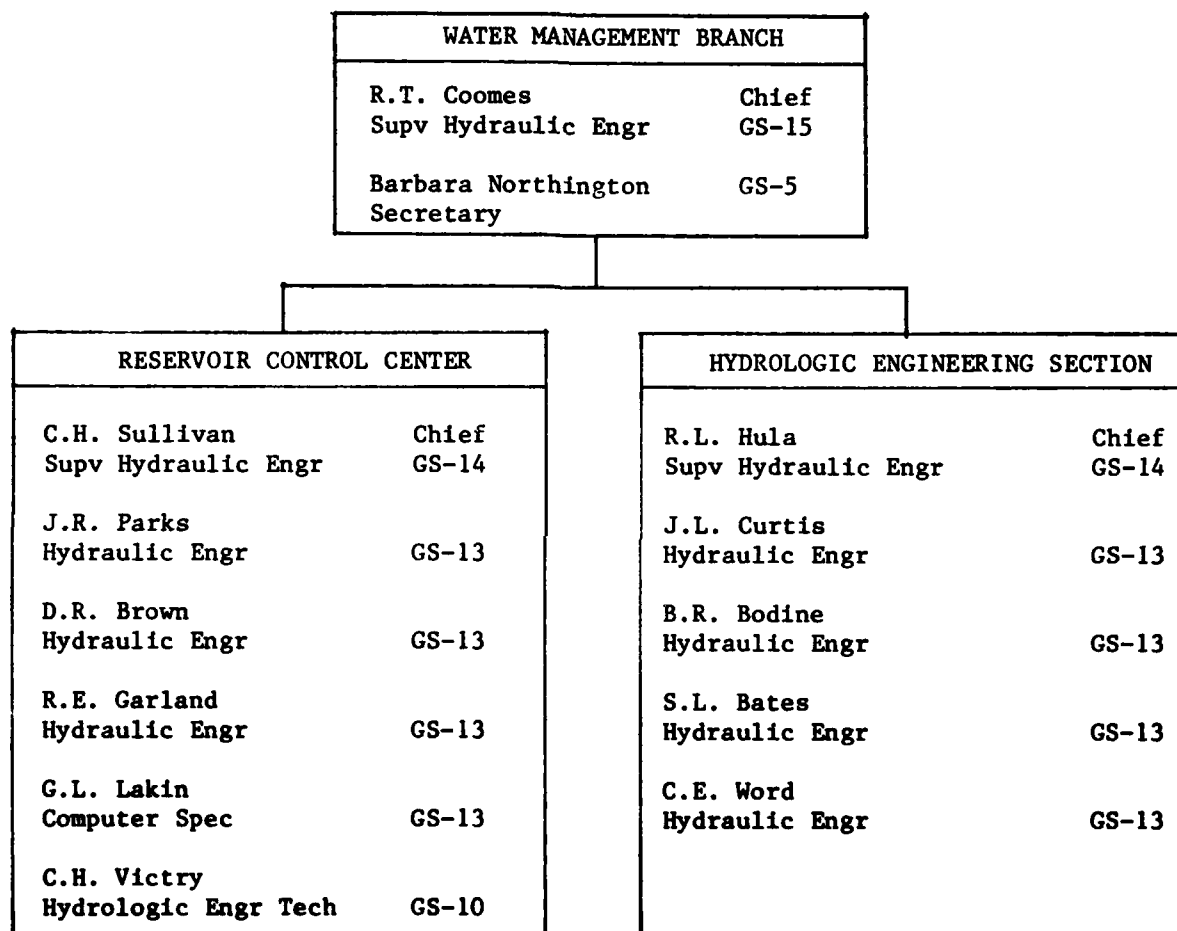 WATER MANAGEMENT BRANCH
R.T. Coomes Chief
Supv Hydraulic Engr GS-15
Barbara Northington GS-5
Secretary
RESERVOIR CONTROL CENTER
C.H. Sullivan Chief
Supv Hydraulic Engr GS-14
J.R. Parks
Hydraulic Engr GS-13
D.R. Brown
Hydraulic Engr GS-13
R.E. Garland
Hydraulic Engr GS-13
G.L. Lakin
Computer Spec GS-13
C.H. Victry
Hydrologic Engr Tech GS-10
HYDROLOGIC ENGINEERING SECTION
R.L. Hula Chief
Supv Hydraulic Engr GS-14
J.L. Curtis
Hydraulic Engr GS-13
B.R. Bodine
Hydraulic Engr GS-13
S.L. Bates
Hydraulic Engr GS-13
C.E. Word
Hydraulic Engr GS-13